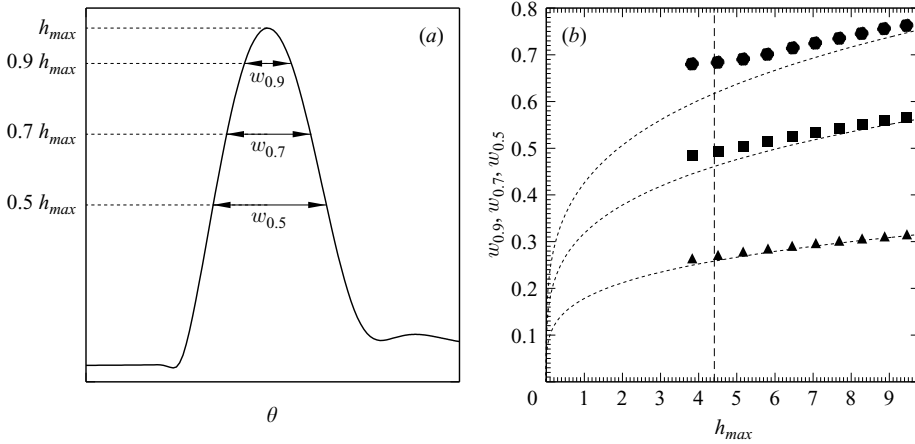 (a)
h_max
0.9 h_max
0.7 h_max
0.5 h_max
w_0.9
w_0.7
w_0.5
θ
(b)
w_0.9, w_0.7, w_0.5
0.8
0.7
0.6
0.5
0.4
0.3
0.2
0.1
0 1 2 3 4 5 6 7 8 9
h_max